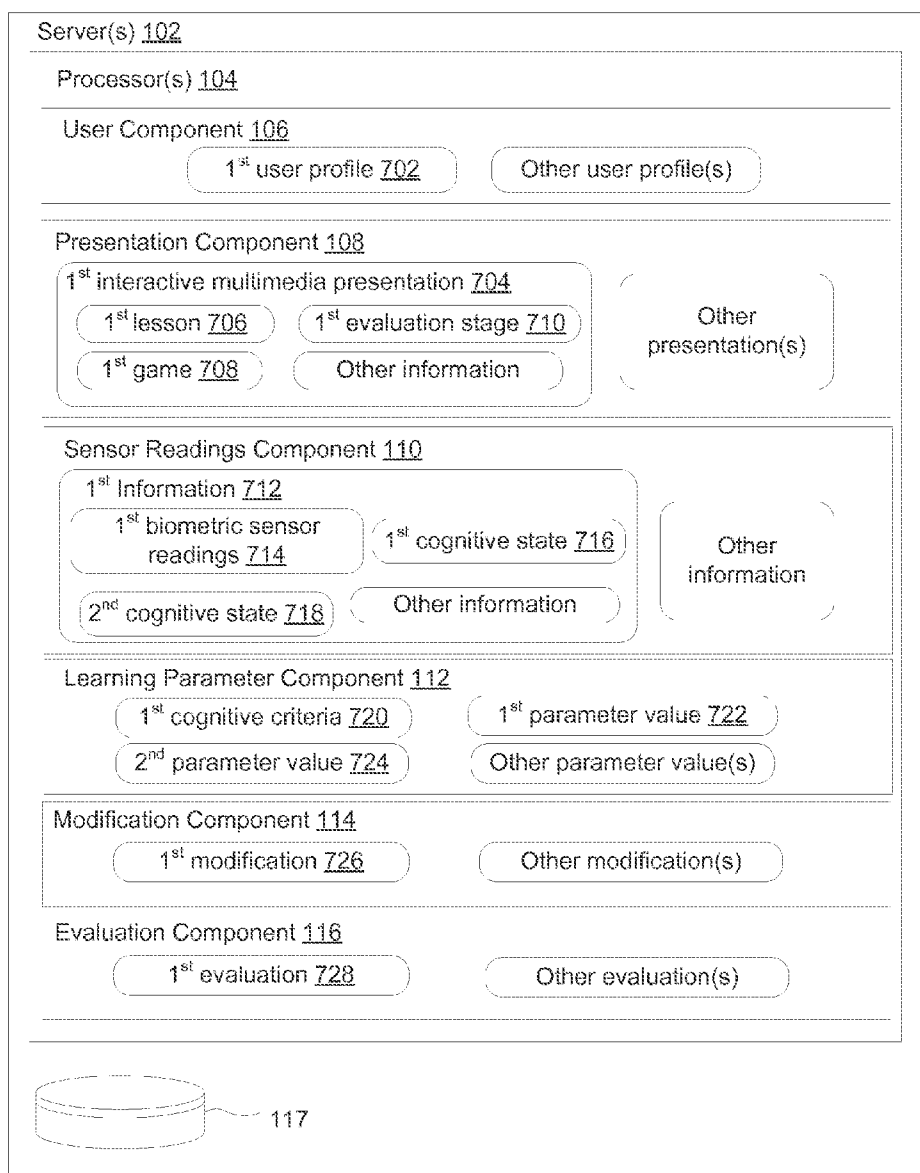 Server(s) 102
Processor(s) 104
User Component 106
1st user profile 702
Other user profile(s)
Presentation Component 108
1st interactive multimedia presentation 704
1st lesson 706
1st evaluation stage 710
1st game 708
Other information
Other
presentation(s)
Sensor Readings Component 110
1st Information 712
1st biometric sensor
readings 714
1st cognitive state 716
2nd cognitive state 718
Other information
Other
information
Learning Parameter Component 112
1st cognitive criteria 720
1st parameter value 722
2nd parameter value 724
Other parameter value(s)
Modification Component 114
1st modification 726
Other modification(s)
Evaluation Component 116
1st evaluation 728
Other evaluation(s)
117